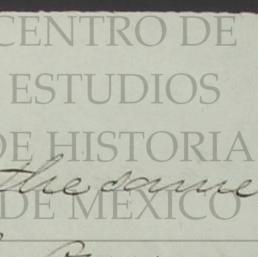 CENTRO DE
ESTUDIOS
DE HISTORIA
the same
DE MÉXICO